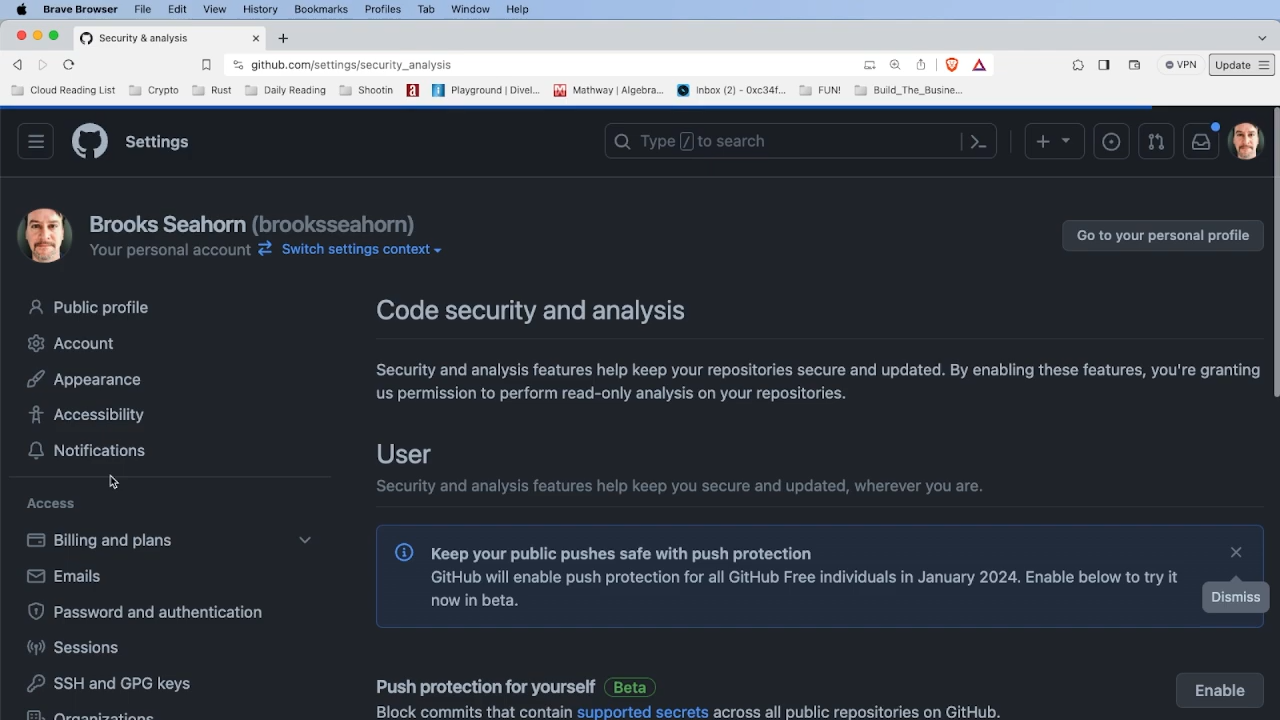 Brave Browser File Edit View History Bookmarks Profiles Tab Window Help
Security & analysis
github.com/settings/security_analysis
VPN
Update
Cloud Reading List Crypto Rust Daily Reading Shootin Playground | Divel... Mathway | Algebra... Inbox (2) - 0xc34f... FUN! Build_The_Busine...
Settings
Type / to search
Brooks Seahorn (brooksseahorn)
Your personal account Switch settings context
Go to your personal profile
Public profile
Account
Appearance
Accessibility
Notifications
Access
Billing and plans
Emails
Password and authentication
Sessions
SSH and GPG keys
Organizations
Code security and analysis
Security and analysis features help keep your repositories secure and updated. By enabling these features, you're granting
us permission to perform read-only analysis on your repositories.
User
Security and analysis features help keep you secure and updated, wherever you are.
Keep your public pushes safe with push protection
GitHub will enable push protection for all GitHub Free individuals in January 2024. Enable below to try it
now in beta.
Dismiss
Push protection for yourself Beta
Enable
Block commits that contain supported secrets across all public repositories on GitHub.